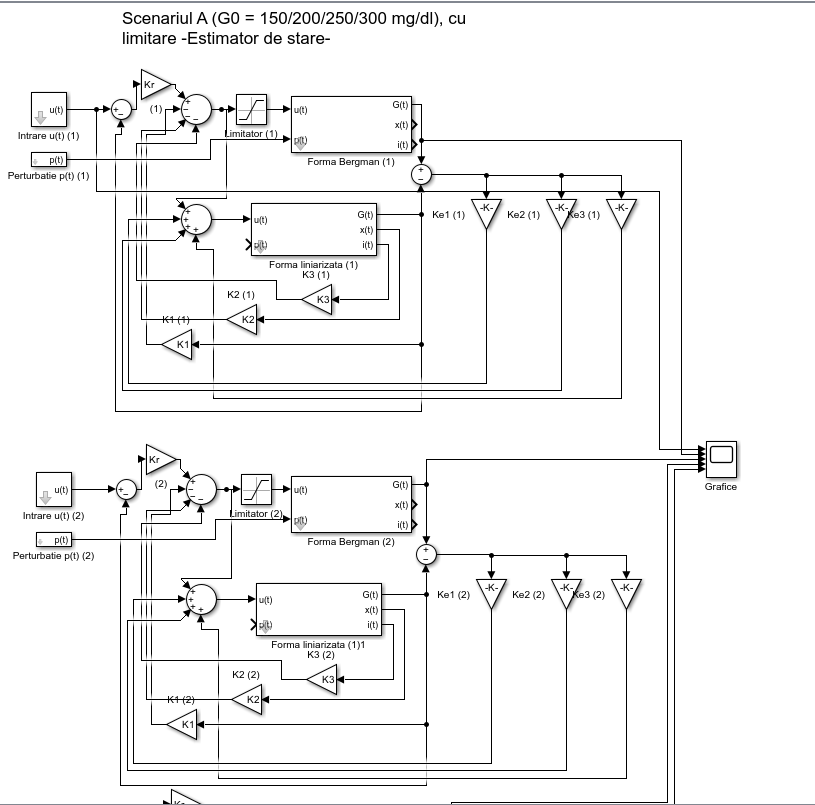 Scenariul A (G0 = 150/200/250/300 mg/dl), cu
limitare -Estimator de stare-
Kr
(1)
u(t)
Intrare u(t) (1)
p(t)
Perturbatie p(t) (1)
Limitator (1)
u(t)
p(t)
G(t)
x(t)
i(t)
Forma Bergman (1)
-K-
Ke1 (1)
-K-
Ke2 (1)
-K-
Ke3 (1)
u(t)
p(t)
G(t)
x(t)
i(t)
Forma liniarizata (1)
K3 (1)
K3
K2 (1)
K2
K1 (1)
K1
Kr
(2)
u(t)
Intrare u(t) (2)
p(t)
Perturbatie p(t) (2)
Limitator (2)
u(t)
p(t)
G(t)
x(t)
i(t)
Forma Bergman (2)
Grafice
-K-
Ke1 (2)
-K-
Ke2 (2)
-K-
Ke3 (2)
u(t)
p(t)
G(t)
x(t)
i(t)
Forma liniarizata (1)1
K3 (2)
K3
K2 (2)
K2
K1 (2)
K1
Kr